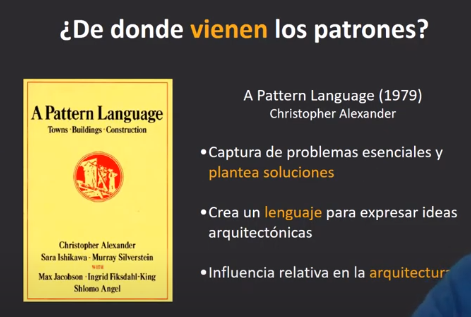 ¿De donde vienen los patrones?
A Pattern Language
Towns · Buildings · Construction
Christopher Alexander
Sara Ishikawa · Murray Silverstein
WITH
Max Jacobson · Ingrid Fiksdahl-King
Shlomo Angel
A Pattern Language (1979)
Christopher Alexander
•Captura de problemas esenciales y
plantea soluciones
•Crea un lenguaje para expresar ideas
arquitectónicas
•Influencia relativa en la arquitectura